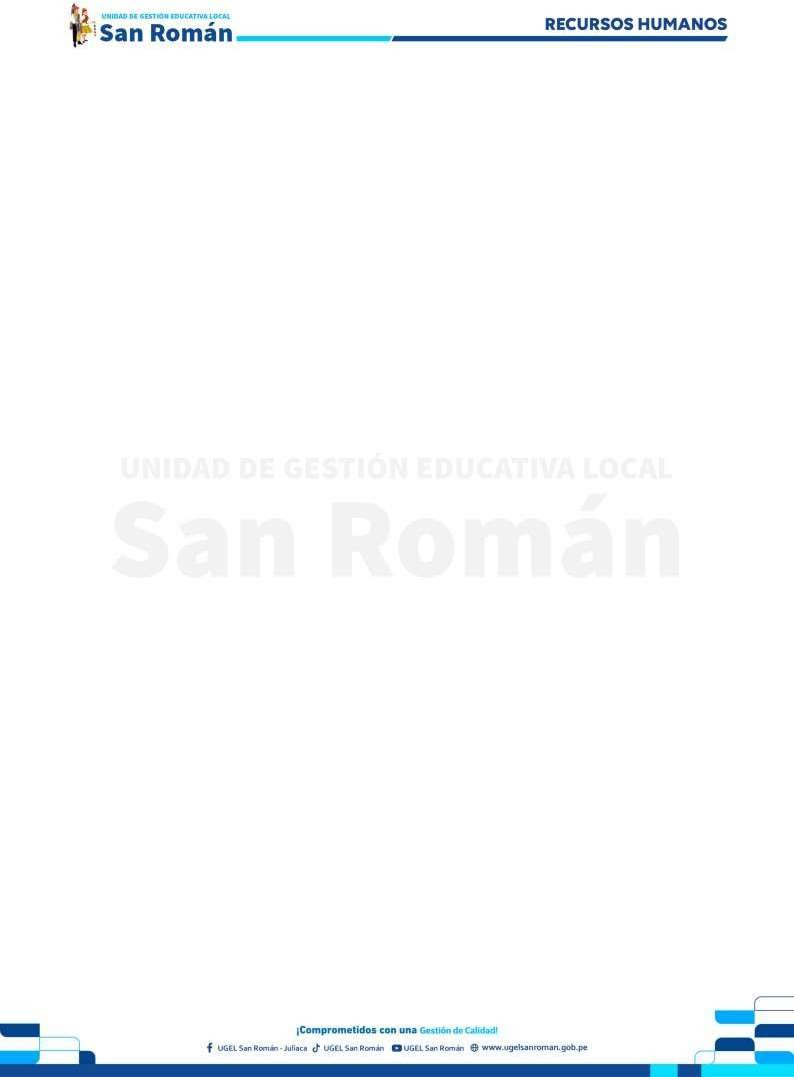 UNIDAD DE GESTIÓN EDUCATIVA LOCAL
San Román
RECURSOS HUMANOS
UNIDAD DE GESTIÓN EDUCATIVA LOCAL
San Román
¡Comprometidos con una Gestión de Calidad!
UGEL San Román - Juliaca UGEL San Román UGEL San Román www.ugelsanroman.gob.pe